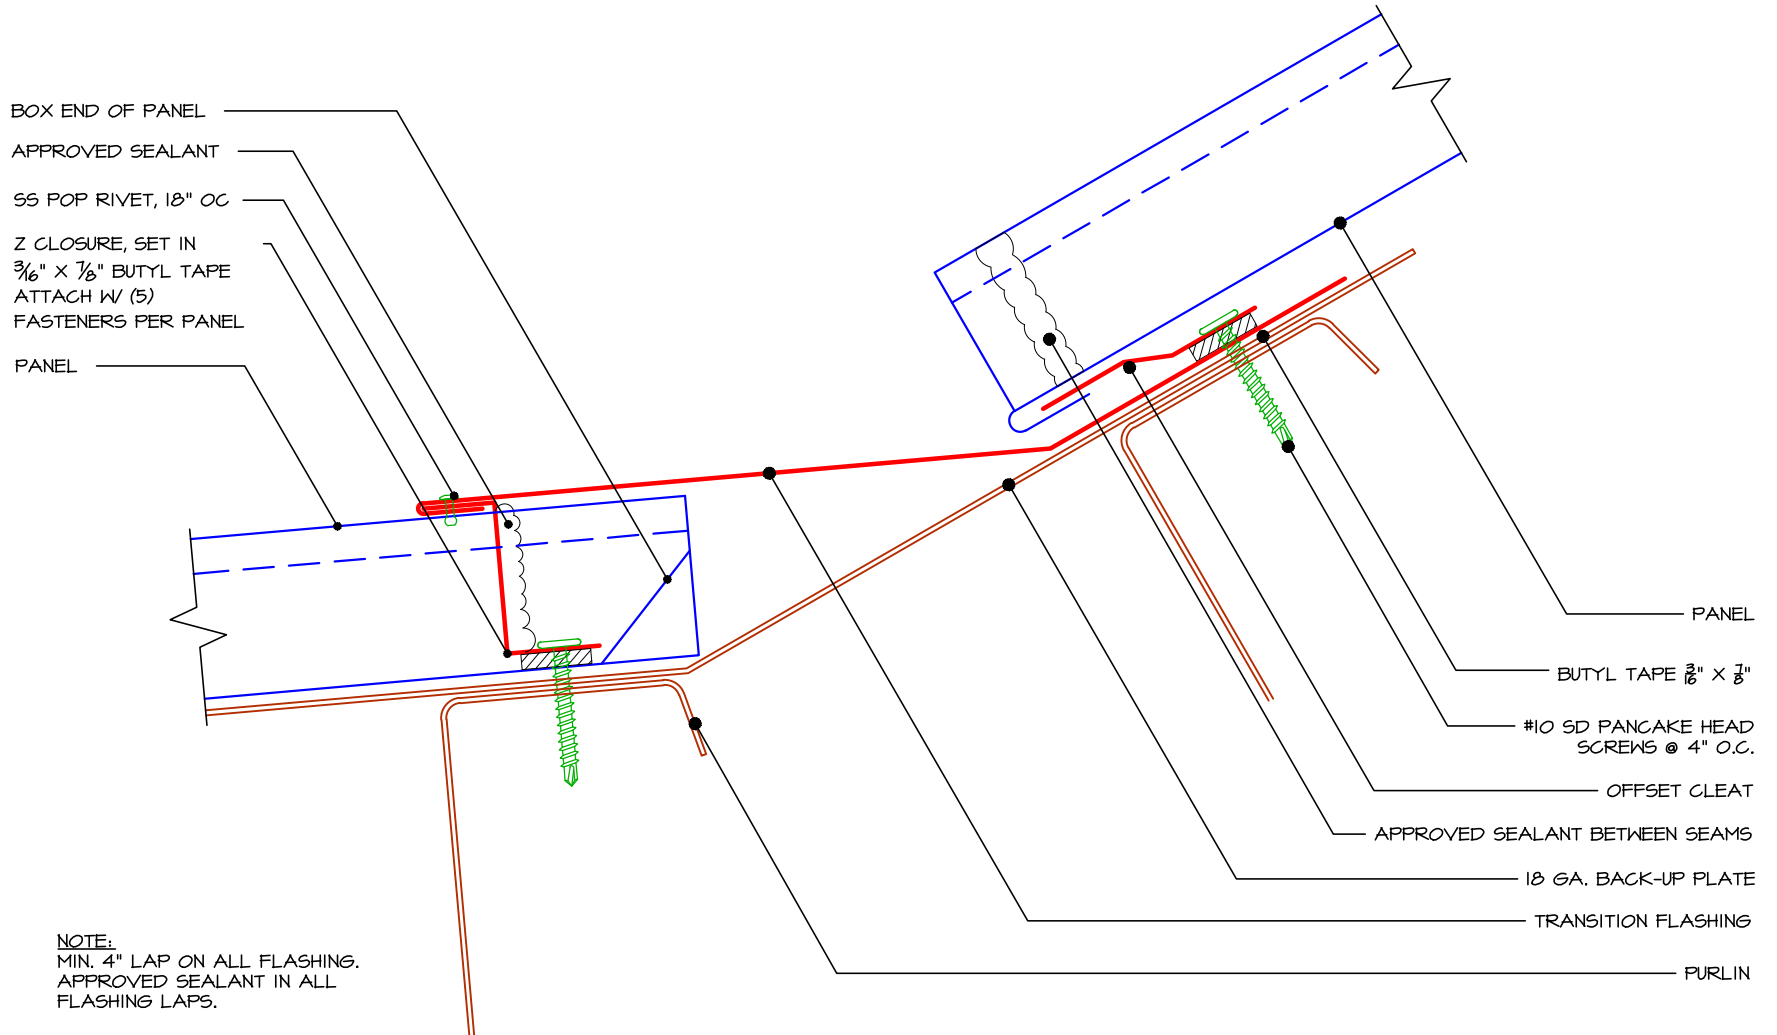 BOX END OF PANEL
APPROVED SEALANT
SS POP RIVET, 18" OC
Z CLOSURE, SET IN
3/16" X 7/8" BUTYL TAPE
ATTACH W/ (5)
FASTENERS PER PANEL
PANEL
PANEL
BUTYL TAPE 3/16" X 7/8"
#10 SD PANCAKE HEAD
SCREWS @ 4" O.C.
OFFSET CLEAT
APPROVED SEALANT BETWEEN SEAMS
18 GA. BACK-UP PLATE
TRANSITION FLASHING
PURLIN
NOTE:
MIN. 4" LAP ON ALL FLASHING.
APPROVED SEALANT IN ALL
FLASHING LAPS.